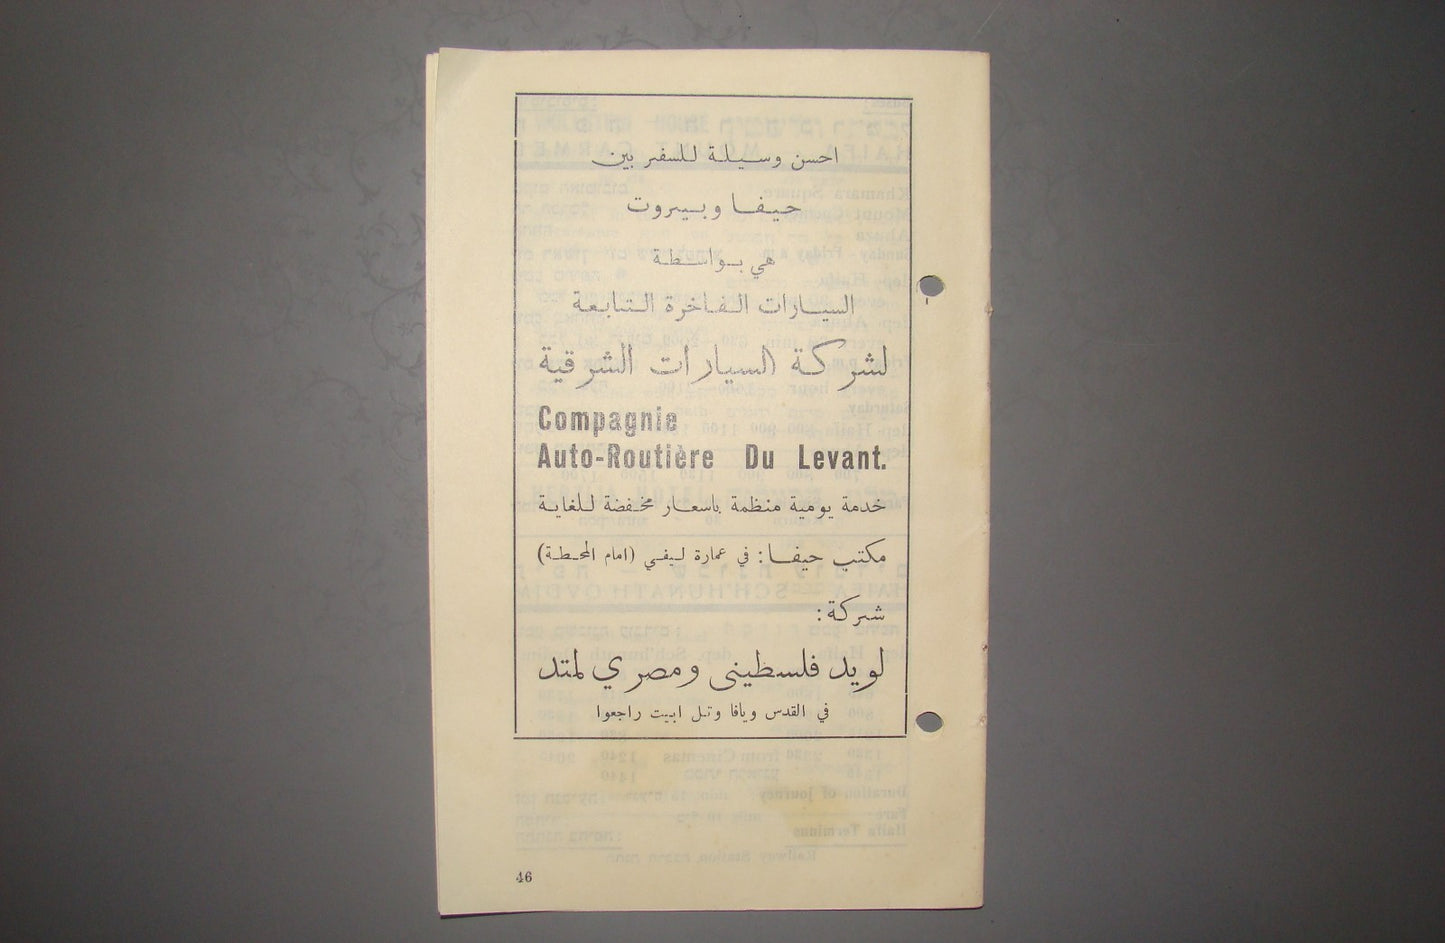 احسن وسيلة للسفر بين
حيفا وبيروت
هي بواسطة
السيارات الفاخرة التابعة
لشركة السيارات الشرقية
Compagnie
Auto-Routière Du Levant.
خدمة يومية منظمة باسعار مخفضة للغاية
مكتب حيفا: في عمارة ليفي (امام المحطة)
شركة:
لويد فلسطيني ومصري لمتد
في القدس ويافا وتل ابيت راجعوا
46